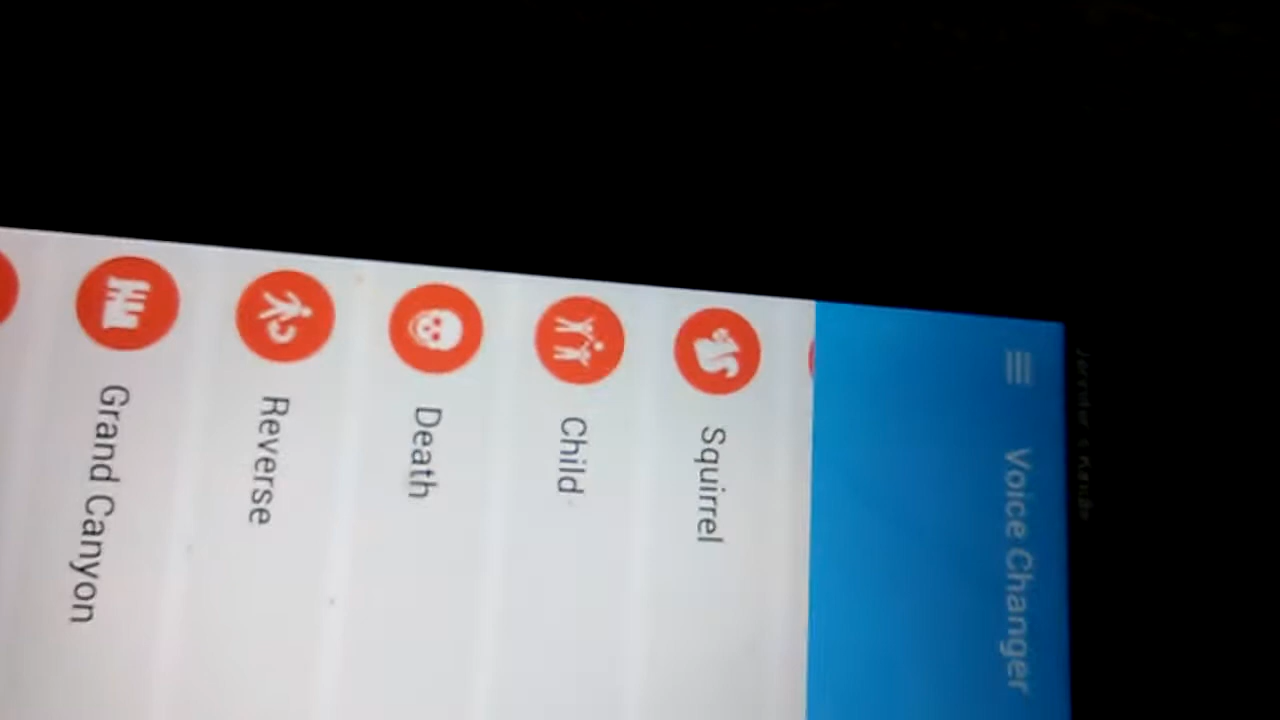 Voice Changer
Squirrel
Child
Death
Reverse
Grand Canyon